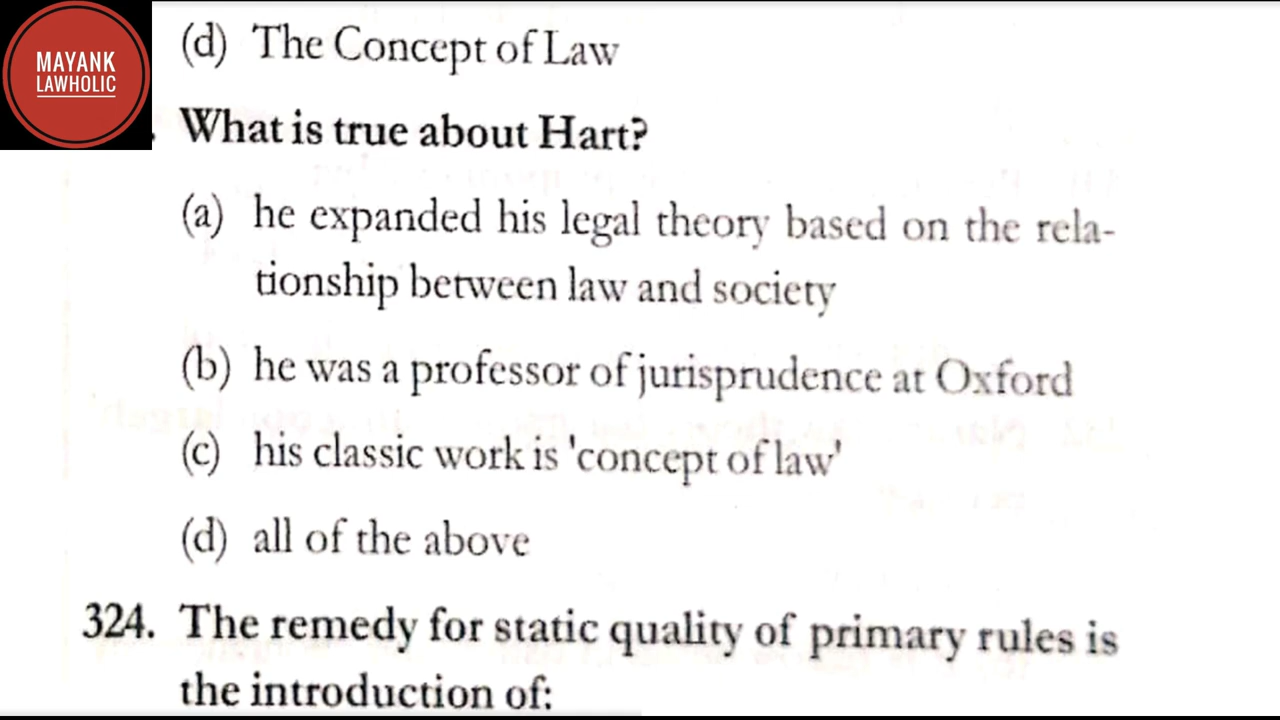 MAYANK
LAWHOLIC
(d) The Concept of Law
What is true about Hart?
(a) he expanded his legal theory based on the rela-
tionship between law and society
(b) he was a professor of jurisprudence at Oxford
(c) his classic work is 'concept of law'
(d) all of the above
324. The remedy for static quality of primary rules is
the introduction of: